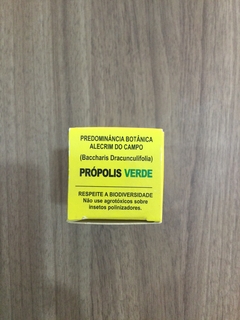 PREDOMINÂNCIA BOTÂNICA
ALECRIM DO CAMPO
(Baccharis Dracunculifolia)
PRÓPOLIS VERDE
RESPEITE A BIODIVERSIDADE
Não use agrotóxicos sobre
insetos polinizadores.